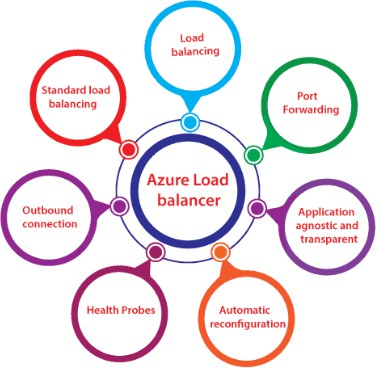 Load
balancing
Standard load
balancing
Port
Forwarding
Azure Load
balancer
Outbound
connection
Application
agnostic and
transparent
Health Probes
Automatic
reconfiguration